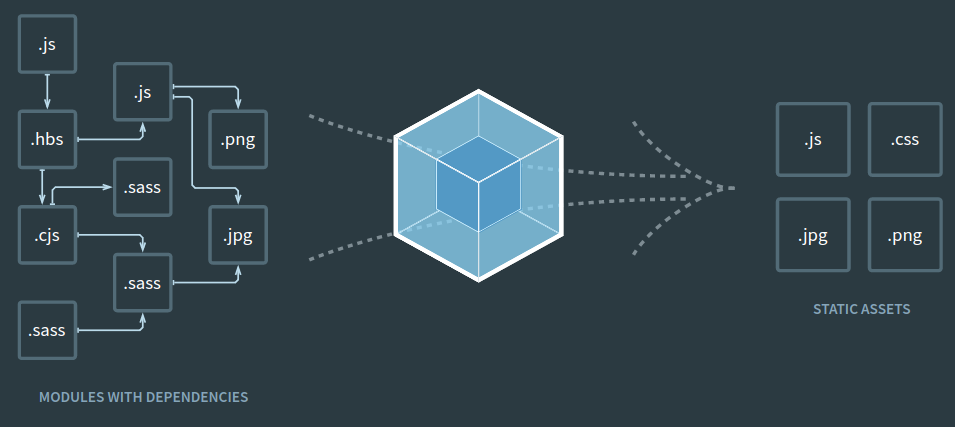 .js
.js
.hbs
.png
.sass
.cjs
.jpg
.sass
.sass
MODULES WITH DEPENDENCIES
.js
.css
.jpg
.png
STATIC ASSETS